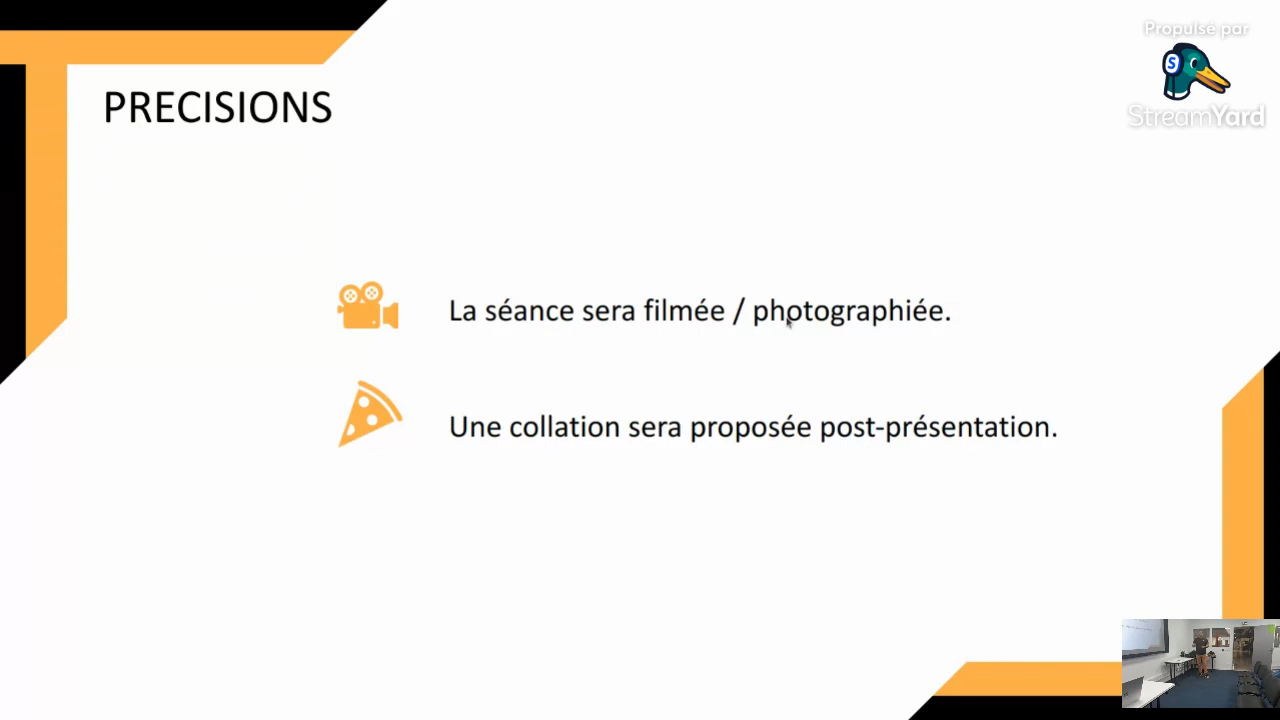 Propulsé par
S
StreamYard
PRECISIONS
La séance sera filmée / photographiée.
Une collation sera proposée post-présentation.